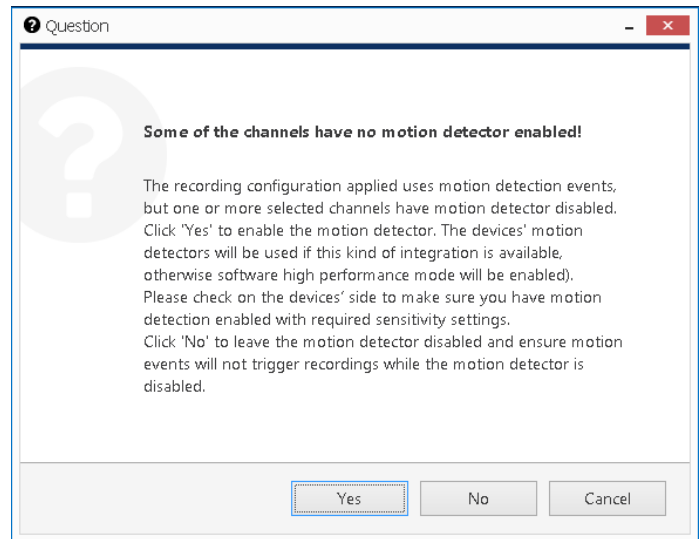 Question
Some of the channels have no motion detector enabled!
The recording configuration applied uses motion detection events,
but one or more selected channels have motion detector disabled.
Click 'Yes' to enable the motion detector. The devices' motion
detectors will be used if this kind of integration is available,
otherwise software high performance mode will be enabled).
Please check on the devices’ side to make sure you have motion
detection enabled with required sensitivity settings.
Click 'No' to leave the motion detector disabled and ensure motion
events will not trigger recordings while the motion detector is
disabled.
Yes No Cancel